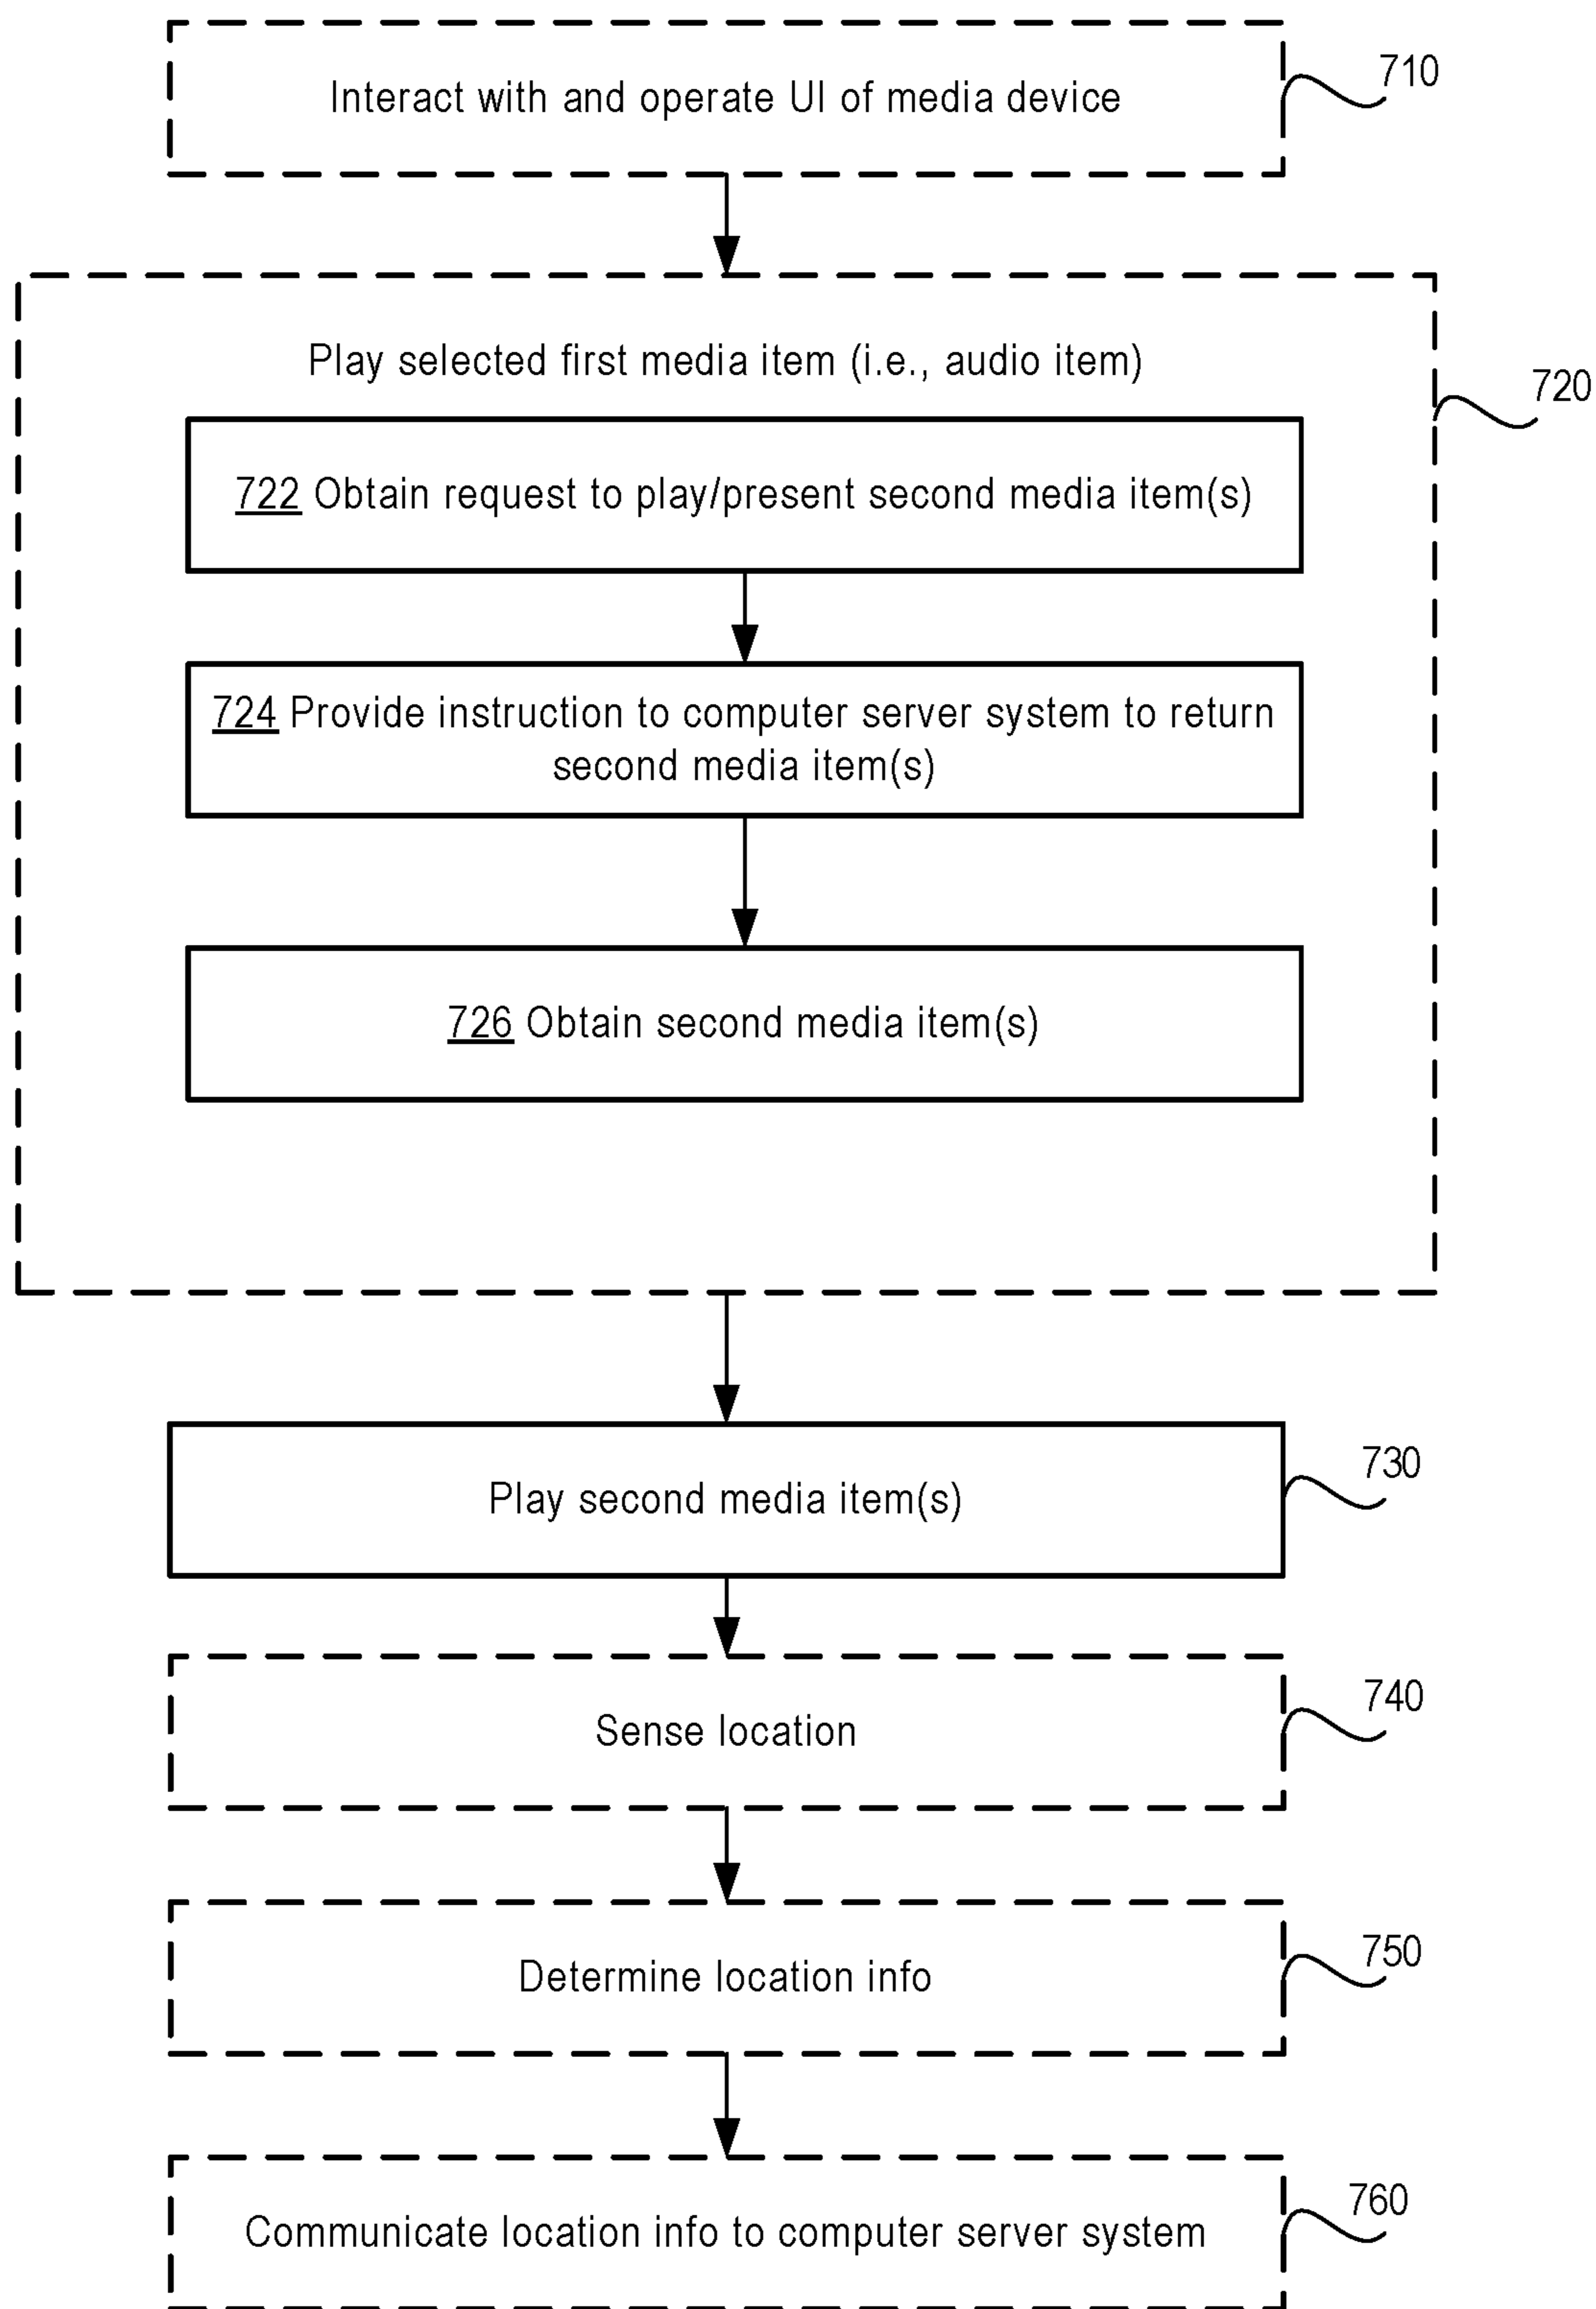 Interact with and operate UI of media device
710
Play selected first media item (i.e., audio item)
720
722 Obtain request to play/present second media item(s)
724 Provide instruction to computer server system to return
second media item(s)
726 Obtain second media item(s)
730
Play second media item(s)
740
Sense location
750
Determine location info
760
Communicate location info to computer server system